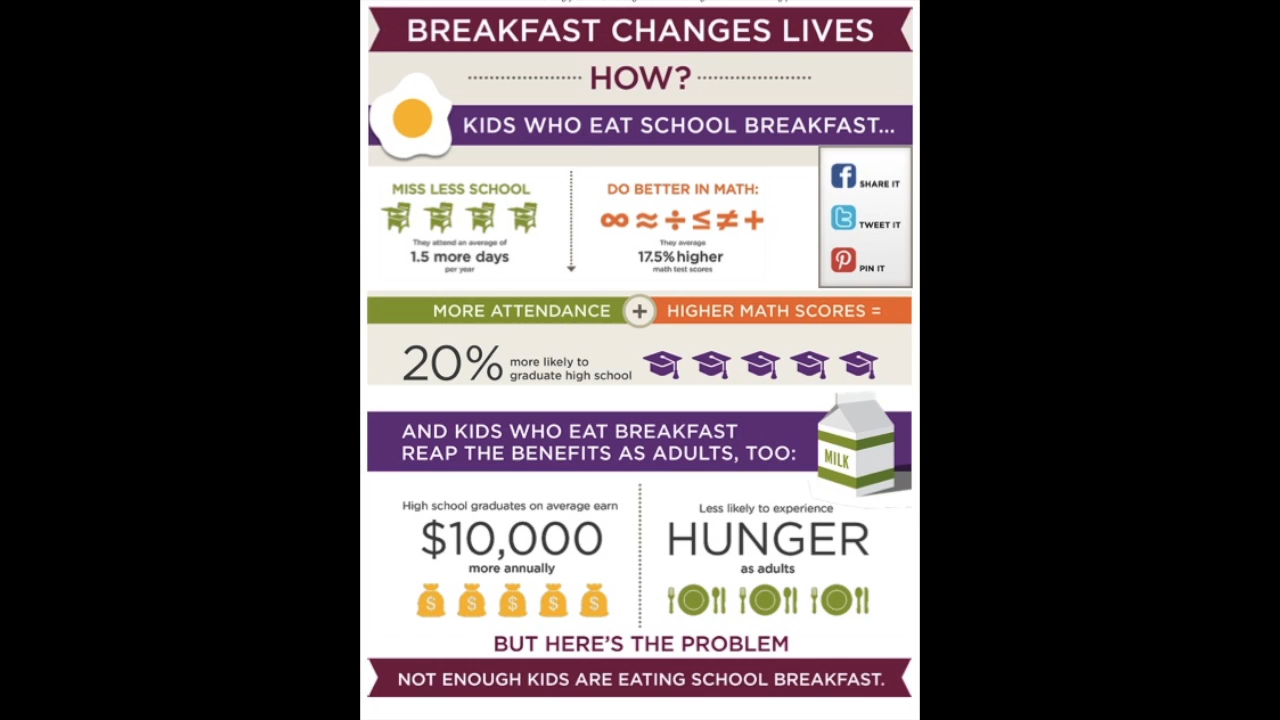 BREAKFAST CHANGES LIVES
HOW?
KIDS WHO EAT SCHOOL BREAKFAST...
MISS LESS SCHOOL
They attend an average of
1.5 more days
per year
DO BETTER IN MATH:
∞ ≈ ÷ ≤ ≠ +
They average
17.5% higher
math test scores
f SHARE IT
t TWEET IT
P PIN IT
MORE ATTENDANCE + HIGHER MATH SCORES =
20% more likely to
graduate high school
AND KIDS WHO EAT BREAKFAST
REAP THE BENEFITS AS ADULTS, TOO:
MILK
High school graduates on average earn
$10,000
more annually
$ $ $ $ $
Less likely to experience
HUNGER
as adults
BUT HERE'S THE PROBLEM
NOT ENOUGH KIDS ARE EATING SCHOOL BREAKFAST.